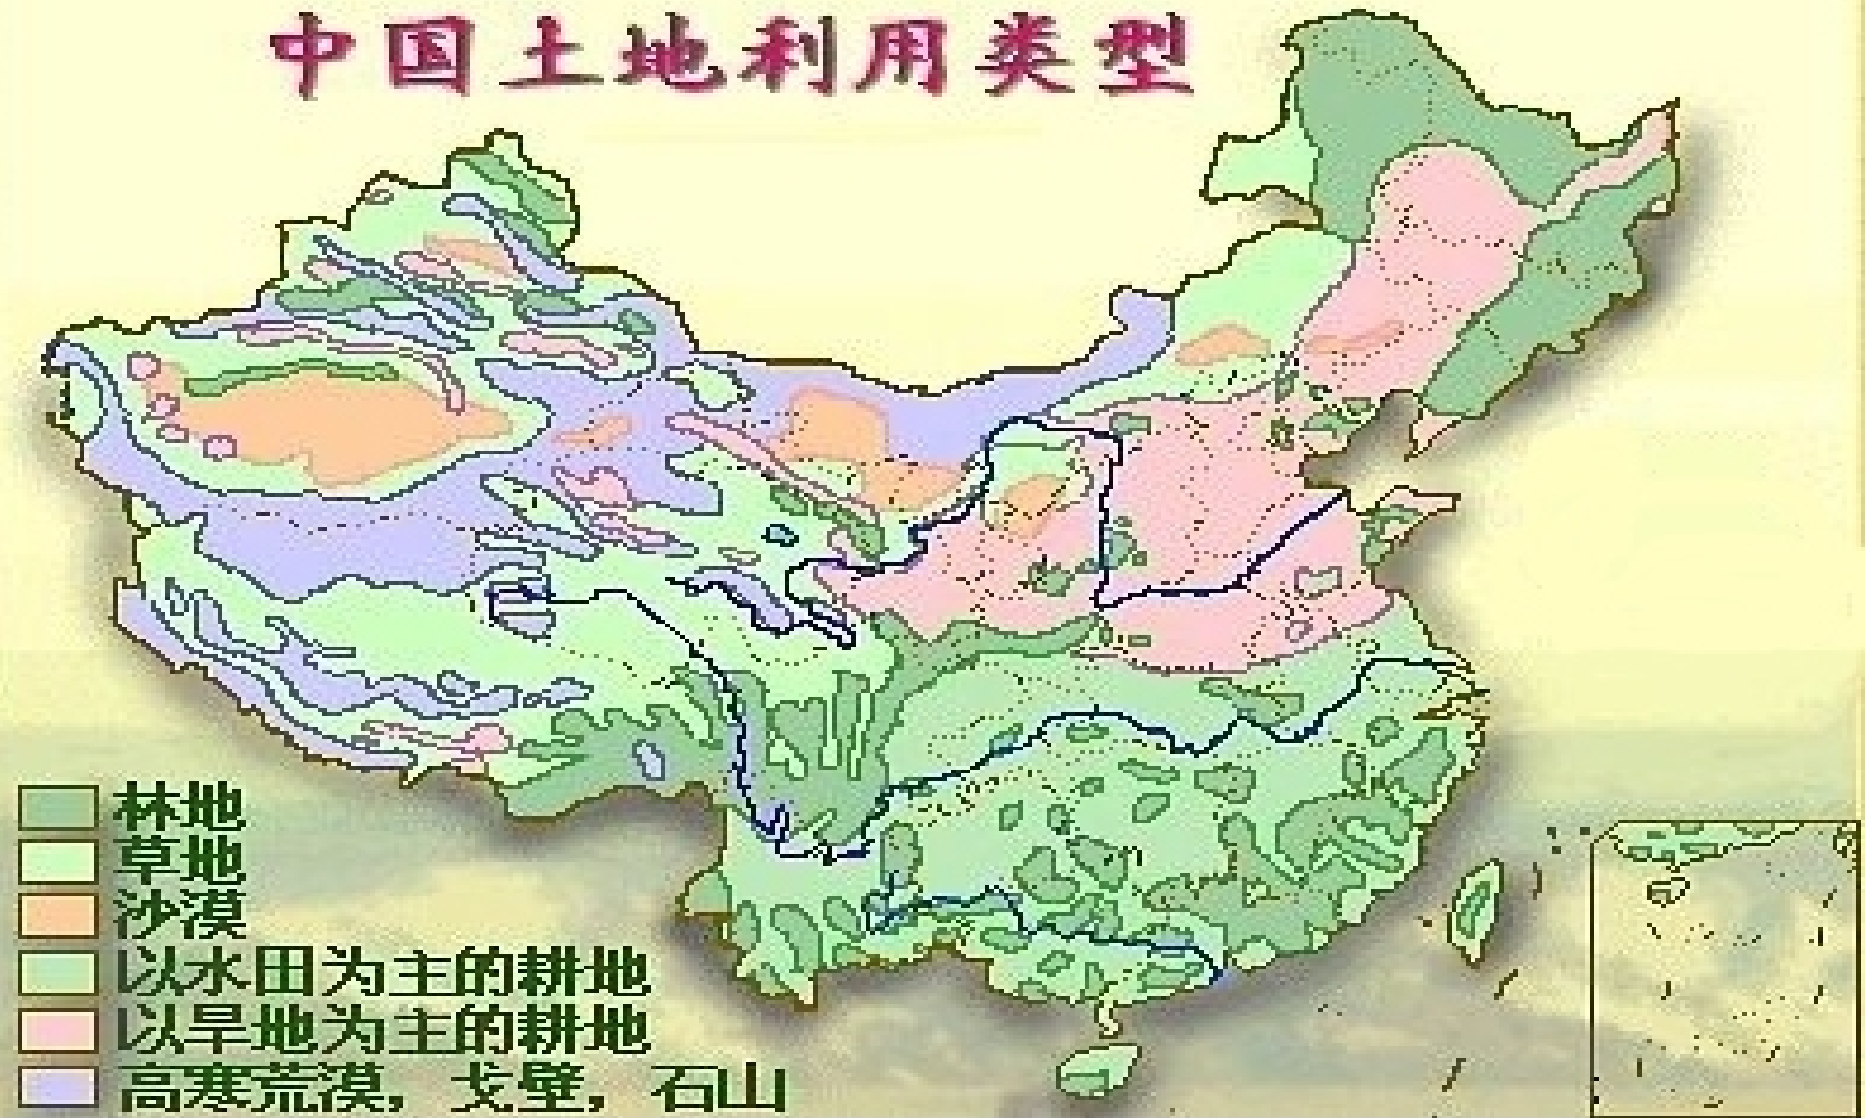 中国土地利用类型
林地
草地
沙漠
以水田为主的耕地
以旱地为主的耕地
高寒荒漠，戈壁，石山